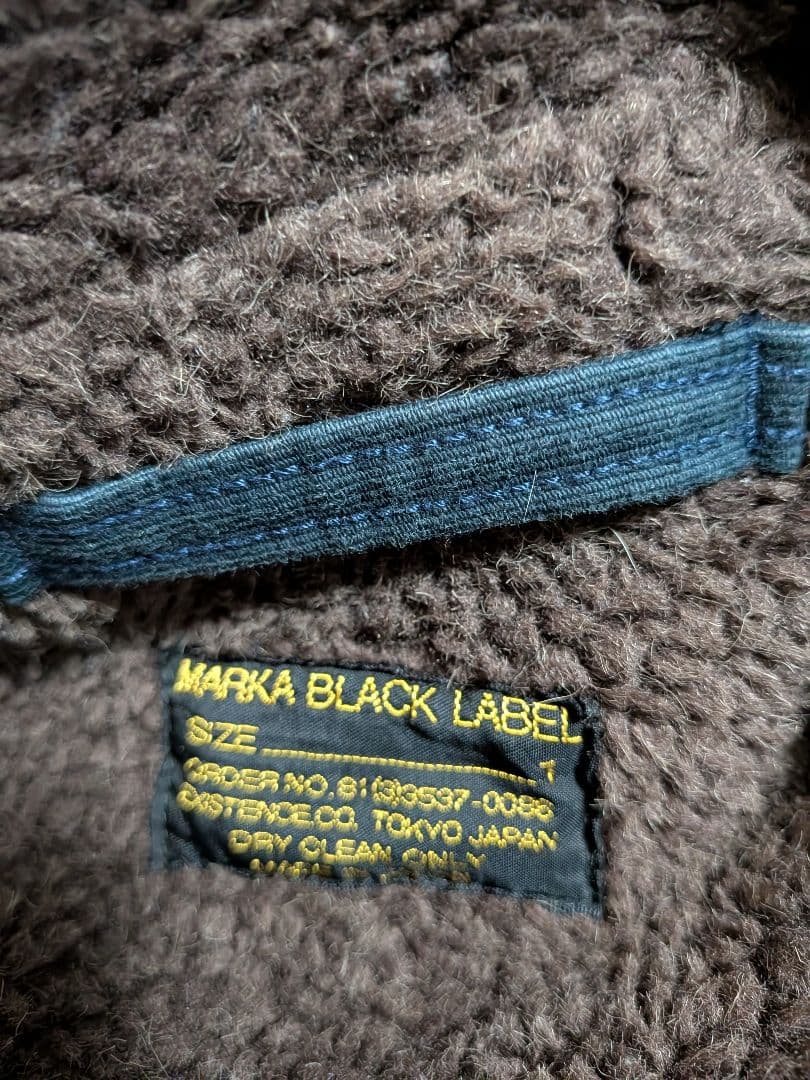 MARKA BLACK LABEL
SIZE 1
ORDER NO. 81(3)3537-0086
EXISTENCE.CO. TOKYO JAPAN
DRY CLEAN ONLY